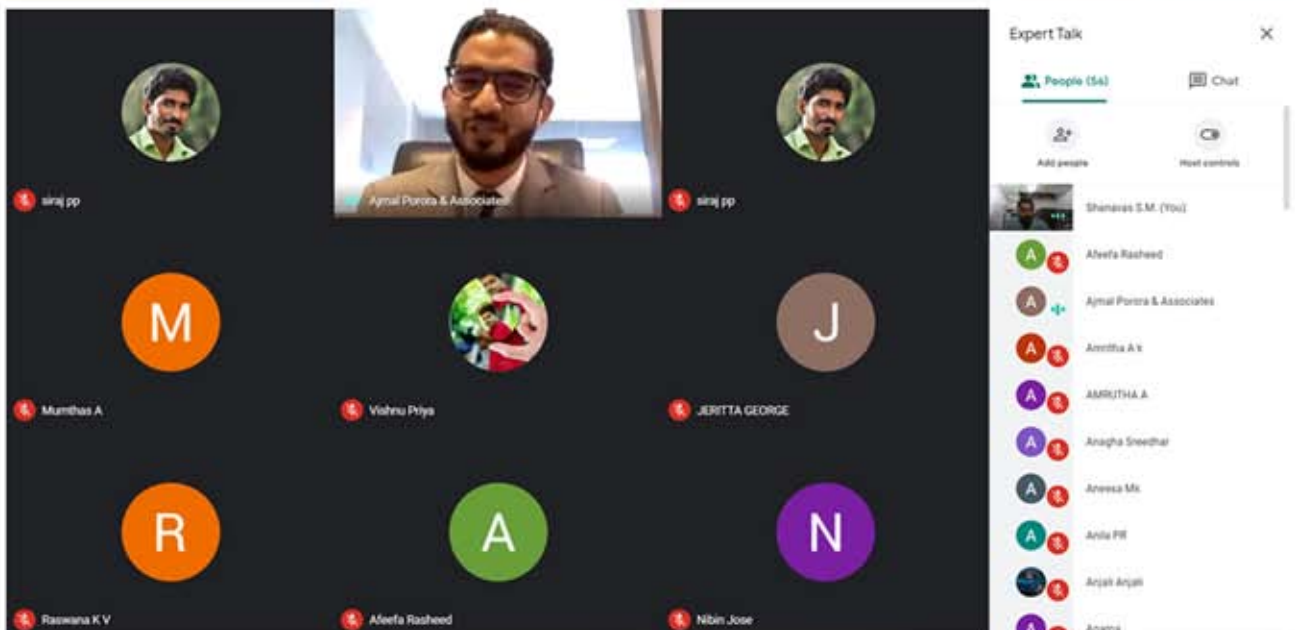 Expert Talk
People (54)
Chat
Add people
Host controls
siraj pp
Ajmal Porora & Associates
siraj pp
Shanavas S.M. (You)
Afeefa Rasheed
Ajmal Porora & Associates
Amritha A k
AMRUTHA A
M
J
Mumthas A
Vishnu Priya
JERITTA GEORGE
Anagha Sreedhar
Aneesa Mk
Anila PR
Anjali Anjali
R
A
N
Raswana K V
Afeefa Rasheed
Nibin Jose
A
A
A
A
A
A
A
A